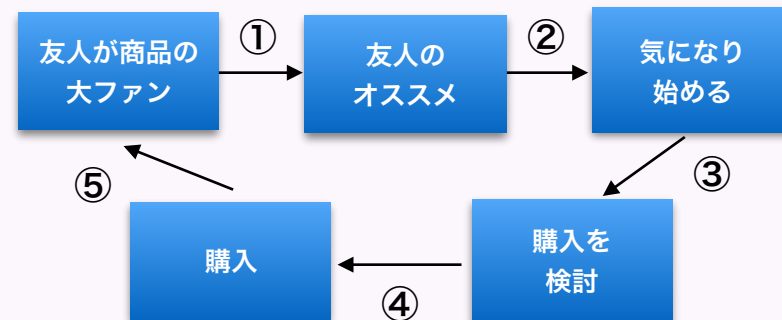 友人が商品の
大ファン
①
友人の
オススメ
②
気になり
始める
③
購入を
検討
④
購入
⑤